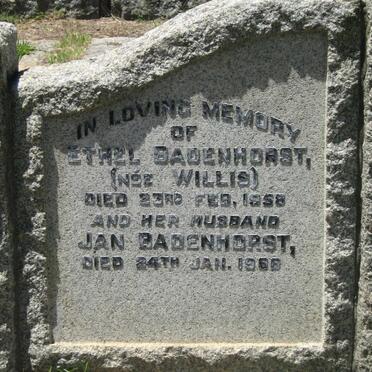 IN LOVING MEMORY
OF
ETHEL BADENHORST,
(NÉE WILLIS)
DIED 23RD FEB, 1958
AND HER HUSBAND
JAN BADENHORST,
DIED 24TH JAN. 1968